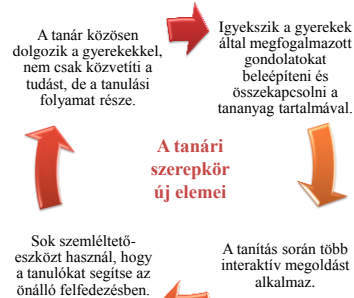 A tanár közösen
dolgozik a gyerekekkel,
nem csak közvetíti a
tudást, de a tanulási
folyamat része.
Igyekszik a gyerekek
által megfogalmazott
gondolatokat
beleépíteni és
összekapcsolni a
tananyag tartalmával.
A tanári
szerepkör
új elemei
A tanítás során több
interaktív megoldást
alkalmaz.
Sok szemléltető-
eszközt használ, hogy
a tanulókat segítse az
önálló felfedezésben.